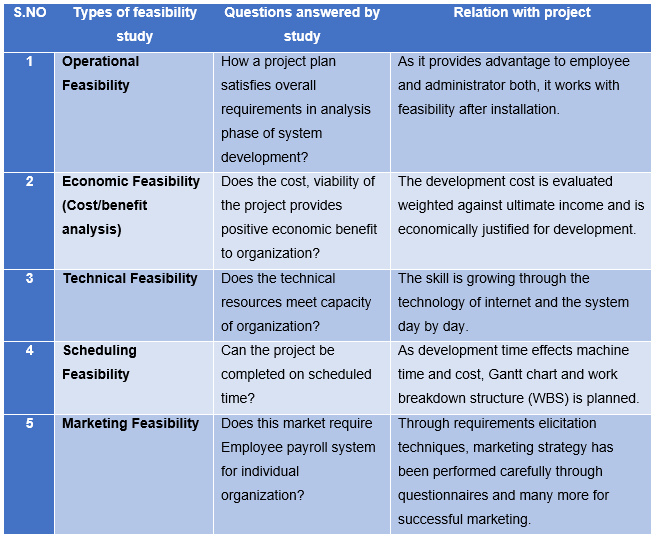 S.NO
Types of feasibility
study
Questions answered by
study
Relation with project
1
Operational
Feasibility
How a project plan
satisfies overall
requirements in analysis
phase of system
development?
As it provides advantage to employee
and administrator both, it works with
feasibility after installation.
2
Economic Feasibility
(Cost/benefit
analysis)
Does the cost, viability of
the project provides
positive economic benefit
to organization?
The development cost is evaluated
weighted against ultimate income and is
economically justified for development.
3
Technical Feasibility
Does the technical
resources meet capacity
of organization?
The skill is growing through the
technology of internet and the system
day by day.
4
Scheduling
Feasibility
Can the project be
completed on scheduled
time?
As development time effects machine
time and cost, Gantt chart and work
breakdown structure (WBS) is planned.
5
Marketing Feasibility
Does this market require
Employee payroll system
for individual
organization?
Through requirements elicitation
techniques, marketing strategy has
been performed carefully through
questionnaires and many more for
successful marketing.